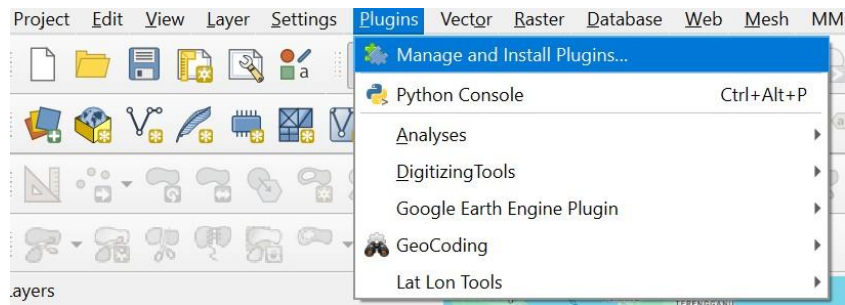 Project Edit View Layer Settings Plugins Vector Raster Database Web Mesh MM
a
Manage and Install Plugins...
Python Console Ctrl+Alt+P
Analyses
DigitizingTools
Google Earth Engine Plugin
GeoCoding
Lat Lon Tools
ayers
TERENGGANU